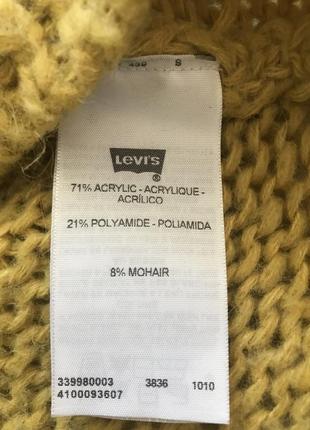 S
LEVI'S
71% ACRYLIC - ACRYLIQUE -
ACRÍLICO
21% POLYAMIDE - POLIAMIDA
8% MOHAIR
339980003 3836 1010
4100093607